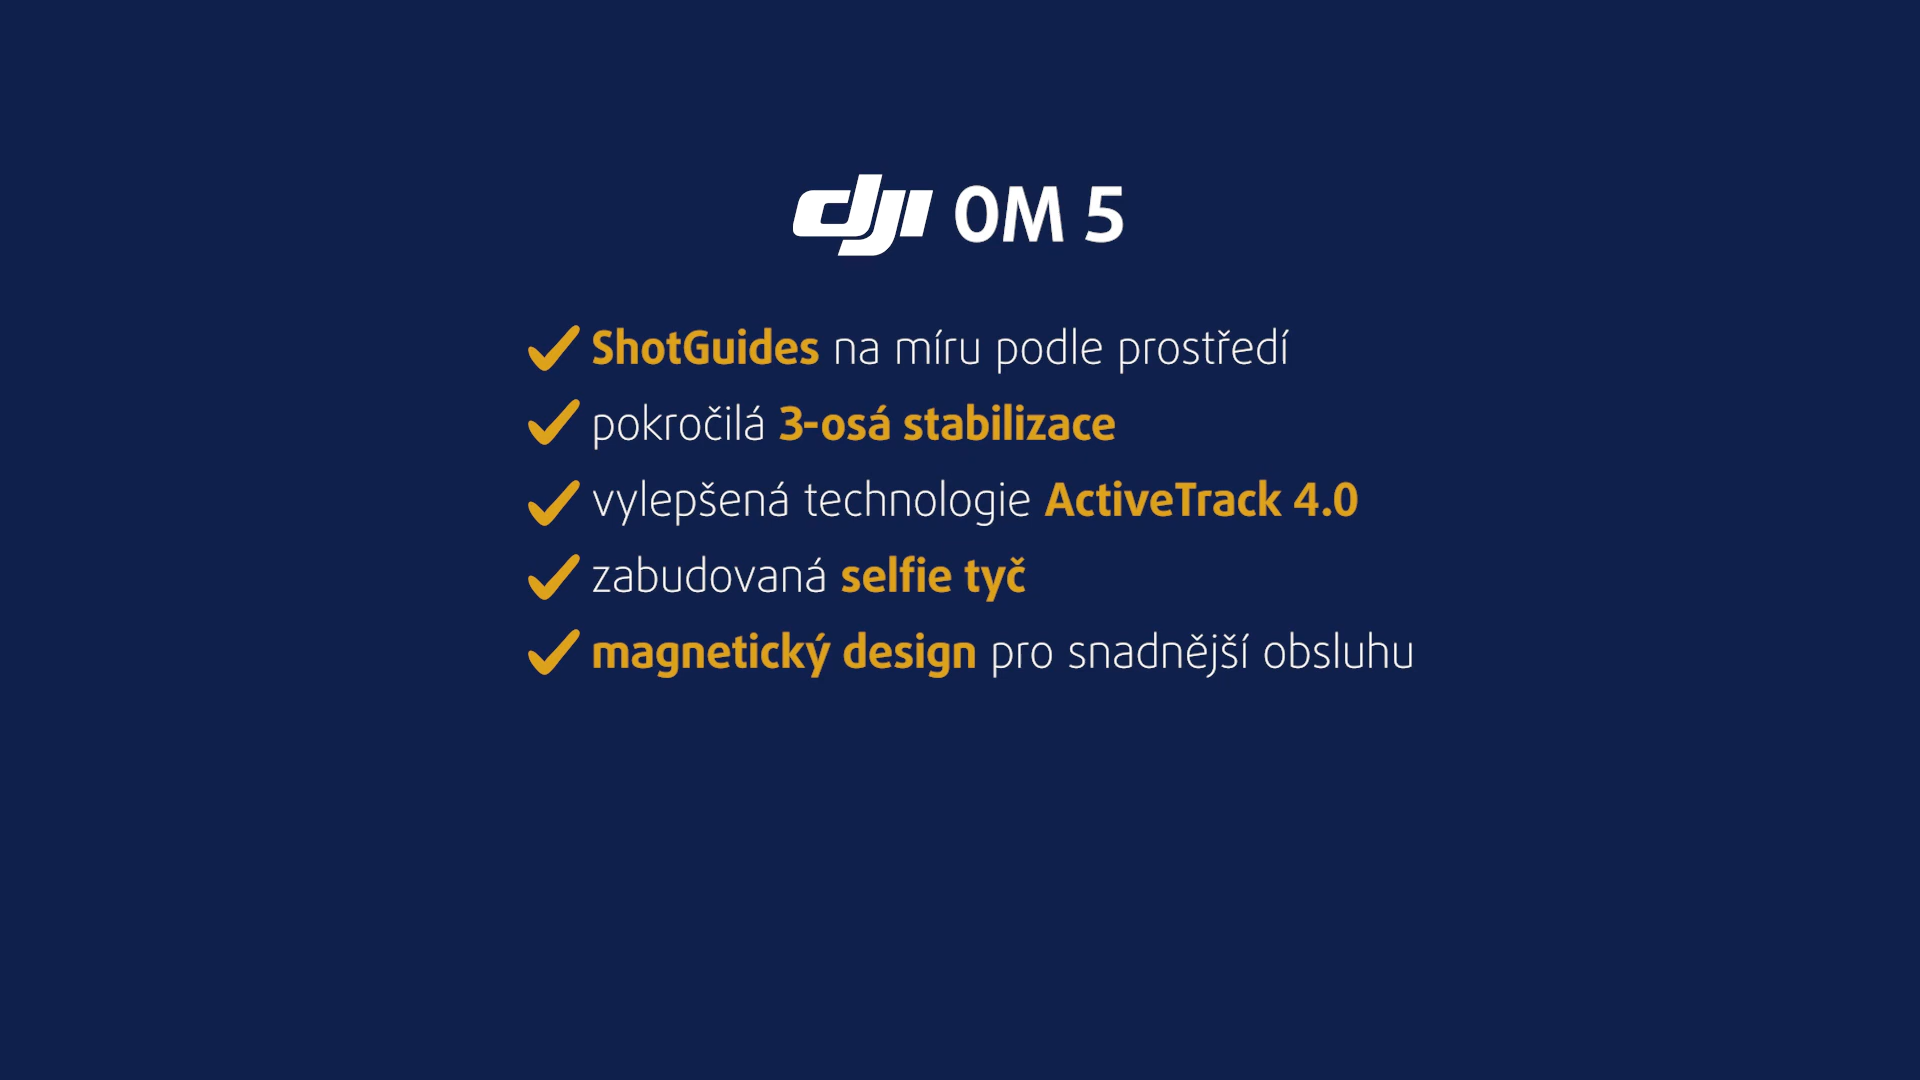 dji OM 5
ShotGuides na míru podle prostředí
pokročilá 3-osá stabilizace
vylepšená technologie ActiveTrack 4.0
zabudovaná selfie tyč
magnetický design pro snadnější obsluhu